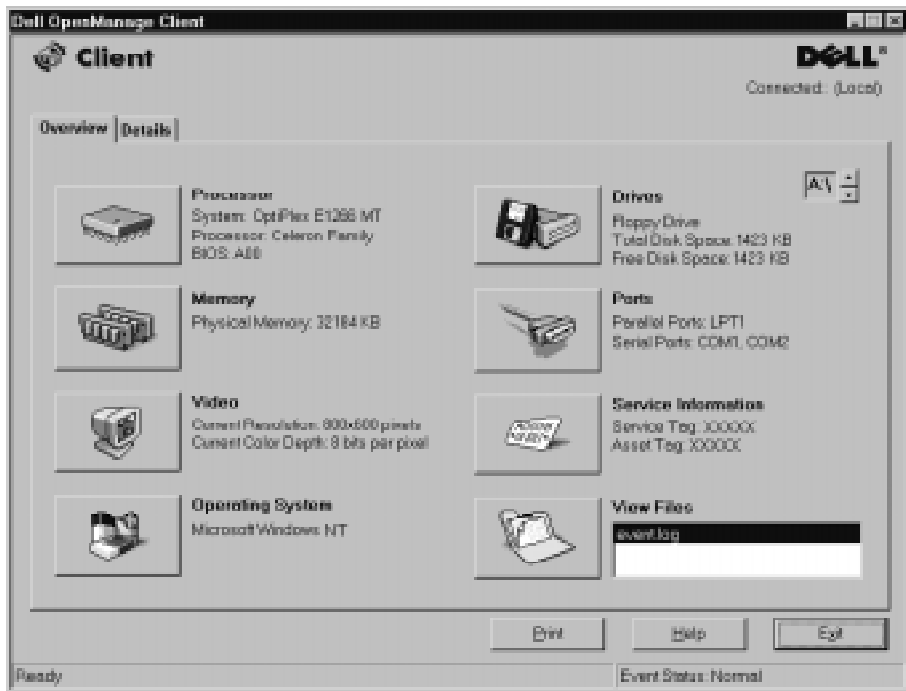 Dell OpenManage Client
Client
DELL
Connected: (Local)
Overview
Details
Processor
System: OptiPlex E1266 MT
Processor: Celeron Family
BIOS: A00
Memory
Physical Memory: 32184 KB
Video
Current Resolution: 800x600 pixels
Current Color Depth: 8 bits per pixel
Operating System
Microsoft Windows NT
A:\
Drives
Floppy Drive
Total Disk Space: 1423 KB
Free Disk Space: 1423 KB
Ports
Parallel Ports: LPT1
Serial Ports: COM1, COM2
Service Information
Service Tag: XXXXXX
Asset Tag: XXXXXX
View Files
event.log
Print
Help
Exit
Ready
Event Status: Normal